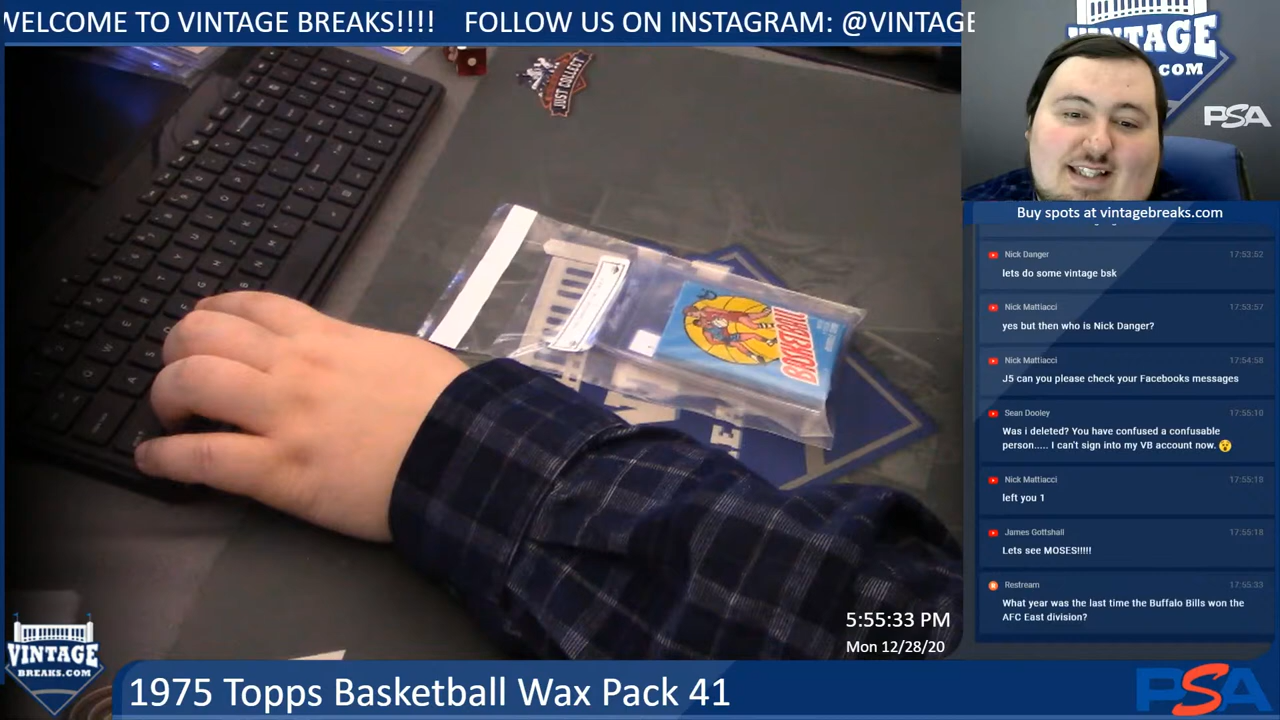 WELCOME TO VINTAGE BREAKS!!!! FOLLOW US ON INSTAGRAM: @VINTAGE
JUST COLLECT
VINTAGE
.COM
PSA
Buy spots at vintagebreaks.com
Nick Danger 17:53:52
lets do some vintage bsk
Nick Mattiacci 17:53:57
yes but then who is Nick Danger?
Nick Mattiacci 17:54:58
J5 can you please check your Facebooks messages
Sean Dooley 17:55:10
Was i deleted? You have confused a confusable
person..... I can't sign into my VB account now. 😯
Nick Mattiacci 17:55:18
left you 1
James Gottshall 17:55:18
Lets see MOSES!!!!!
Restream 17:55:33
What year was the last time the Buffalo Bills won the
AFC East division?
BASKETBALL
5:55:33 PM
Mon 12/28/20
VINTAGE
BREAKS.COM
1975 Topps Basketball Wax Pack 41
PSA